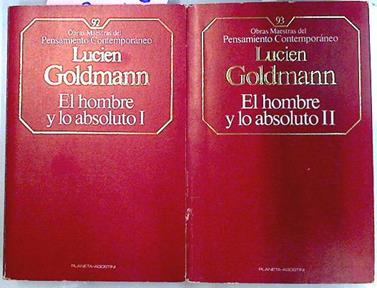 92
Obras Maestras del
Pensamiento Contemporáneo
Lucien
Goldmann
El hombre
y lo absoluto I
PLANETA-AGOSTINI
93
Obras Maestras del
Pensamiento Contemporáneo
Lucien
Goldmann
El hombre
y lo absoluto II
PLANETA-AGOSTINI